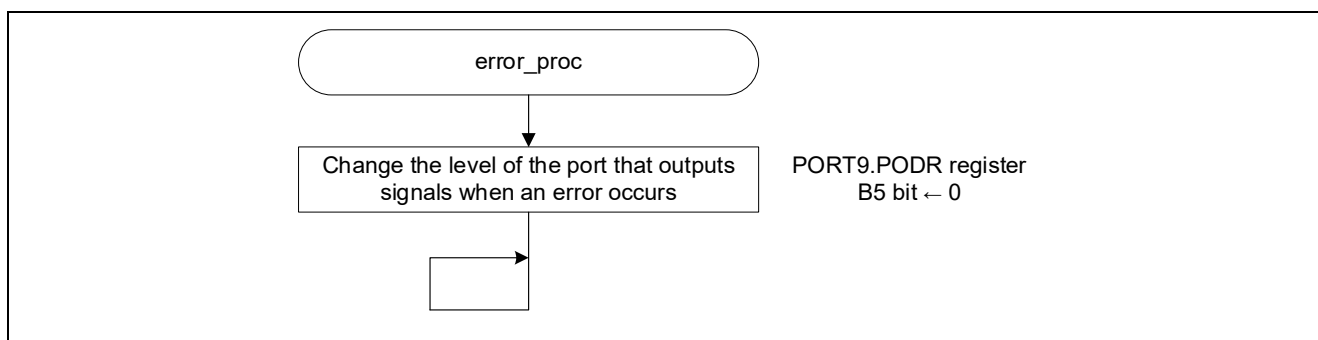 error_proc
Change the level of the port that outputs
signals when an error occurs
PORT9.PODR register
B5 bit ← 0